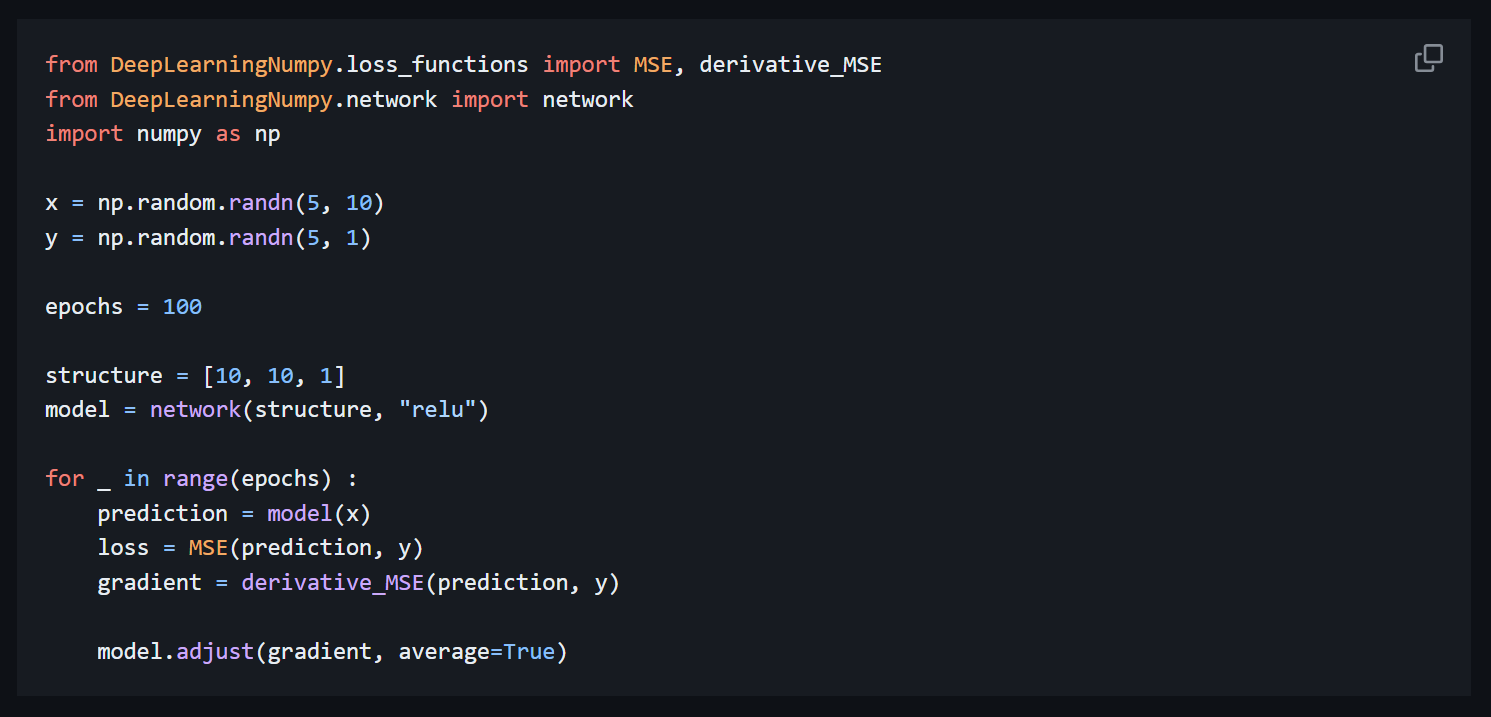 from DeepLearningNumpy.loss_functions import MSE, derivative_MSE
from DeepLearningNumpy.network import network
import numpy as np
x = np.random.randn(5, 10)
y = np.random.randn(5, 1)
epochs = 100
structure = [10, 10, 1]
model = network(structure, "relu")
for _ in range(epochs) :
    prediction = model(x)
    loss = MSE(prediction, y)
    gradient = derivative_MSE(prediction, y)
    model.adjust(gradient, average=True)